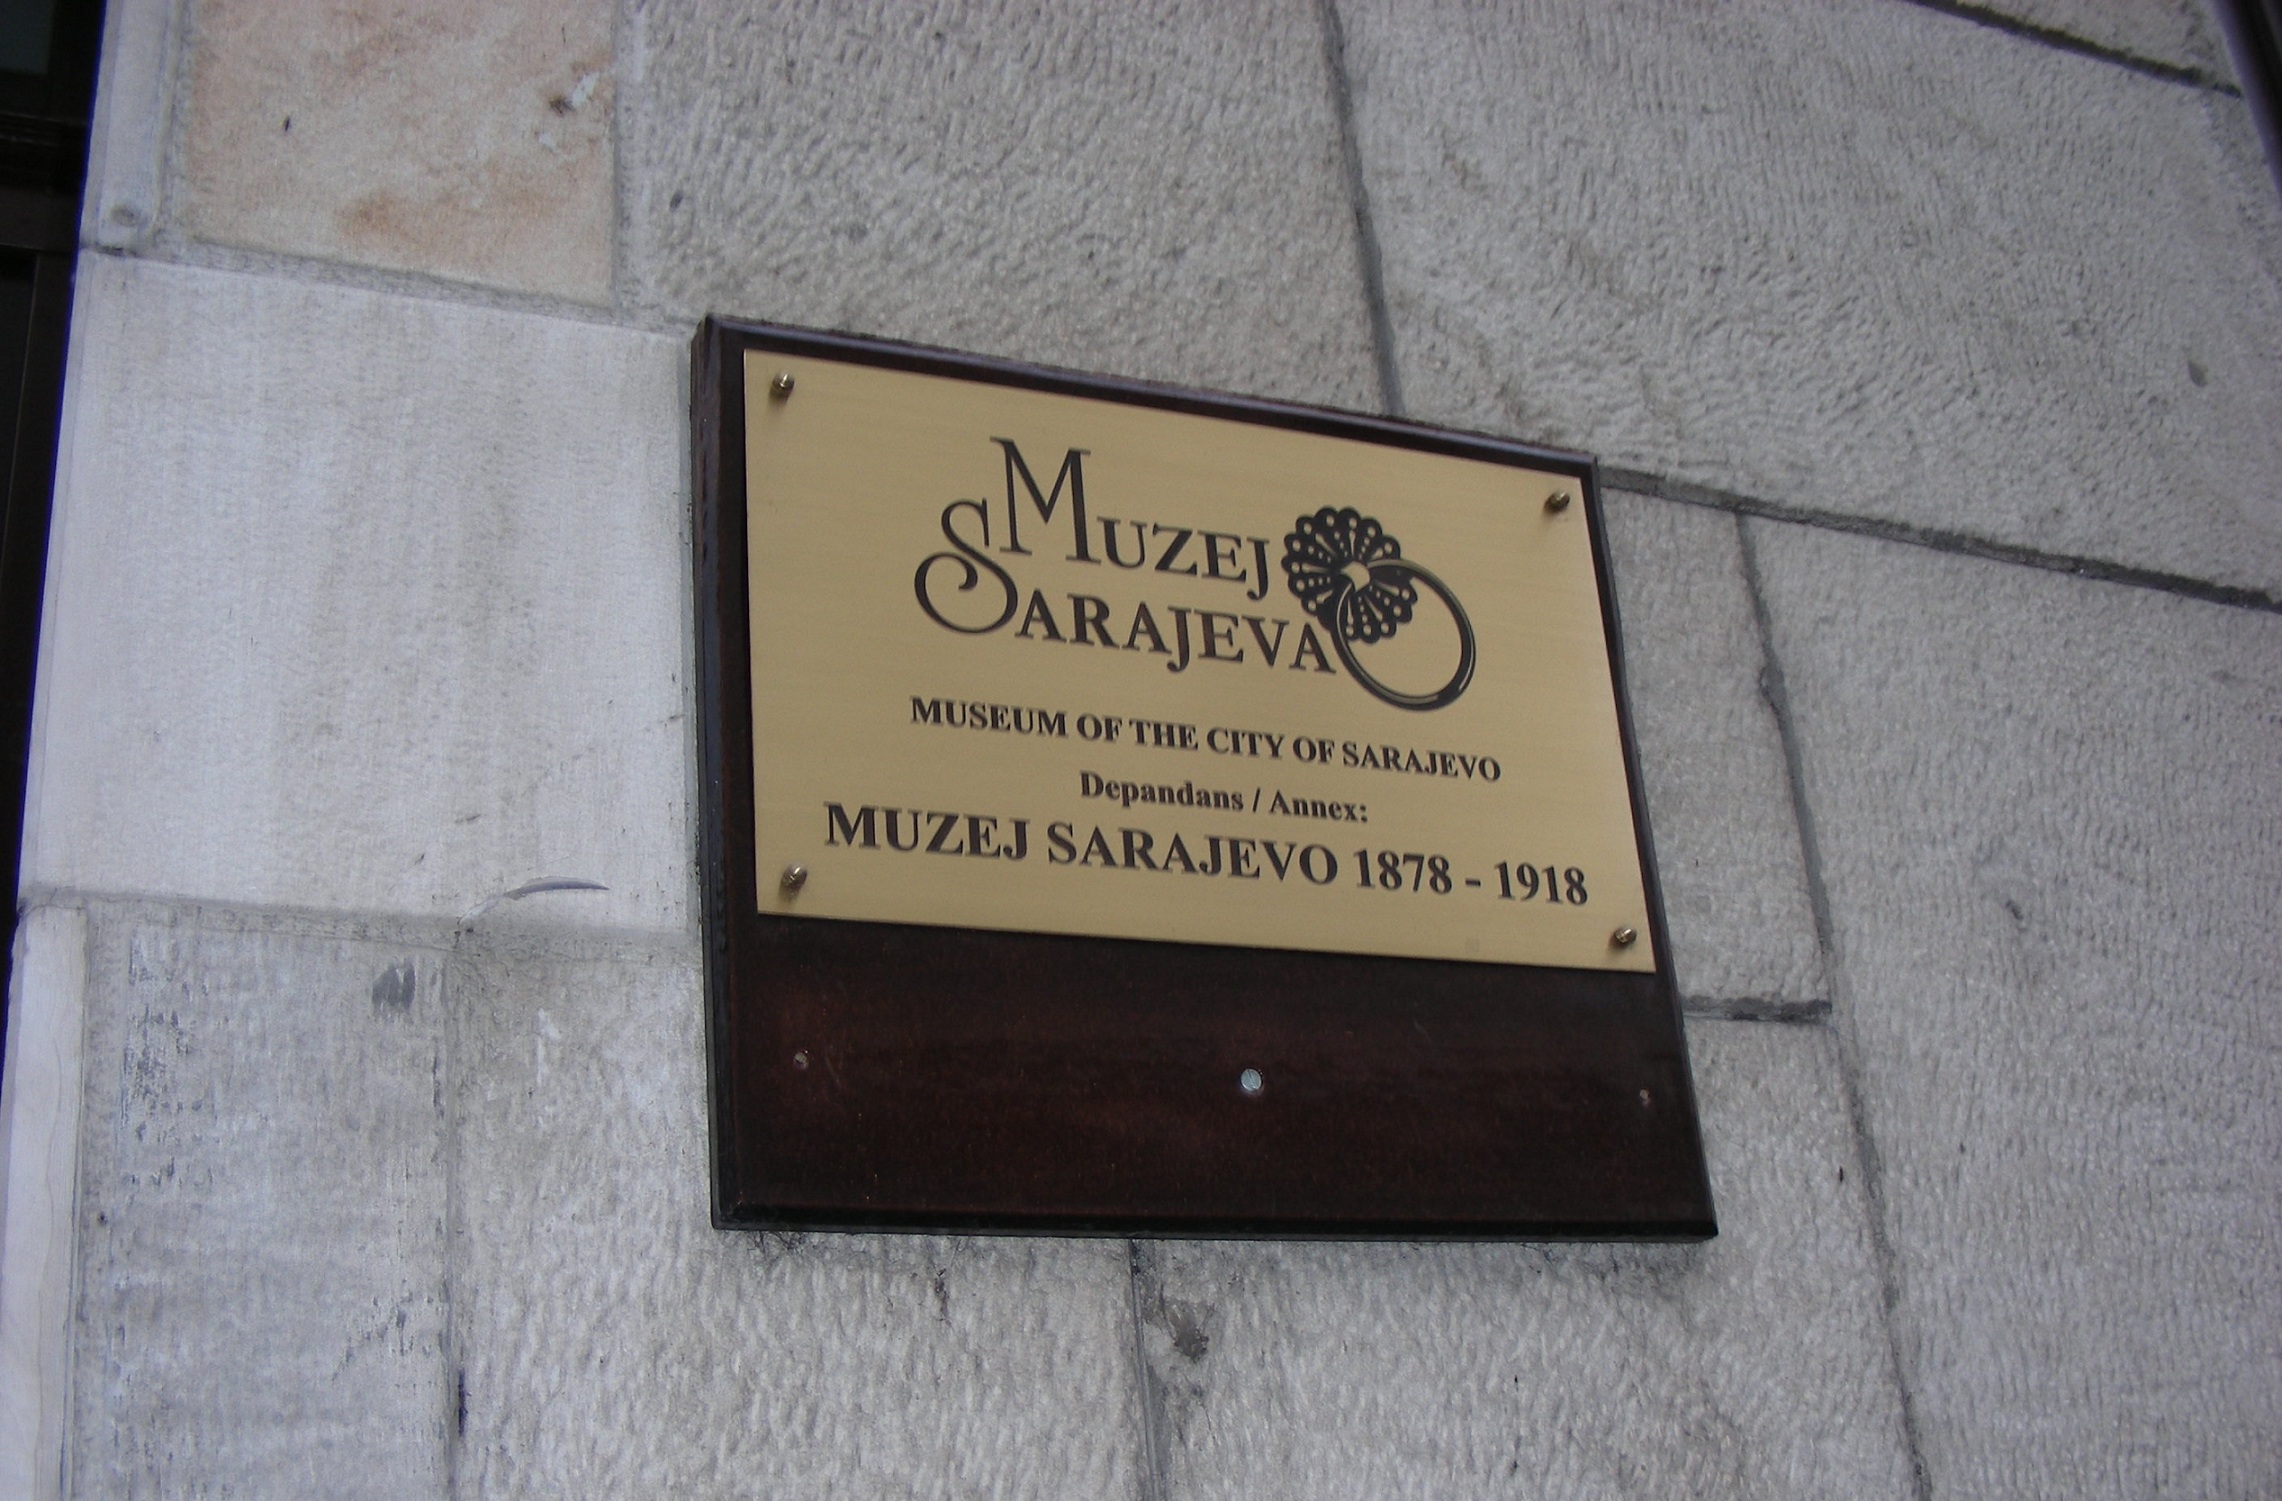 MUZEJ
SARAJEVA
MUSEUM OF THE CITY OF SARAJEVO
Depandans / Annex:
MUZEJ SARAJEVO 1878 - 1918